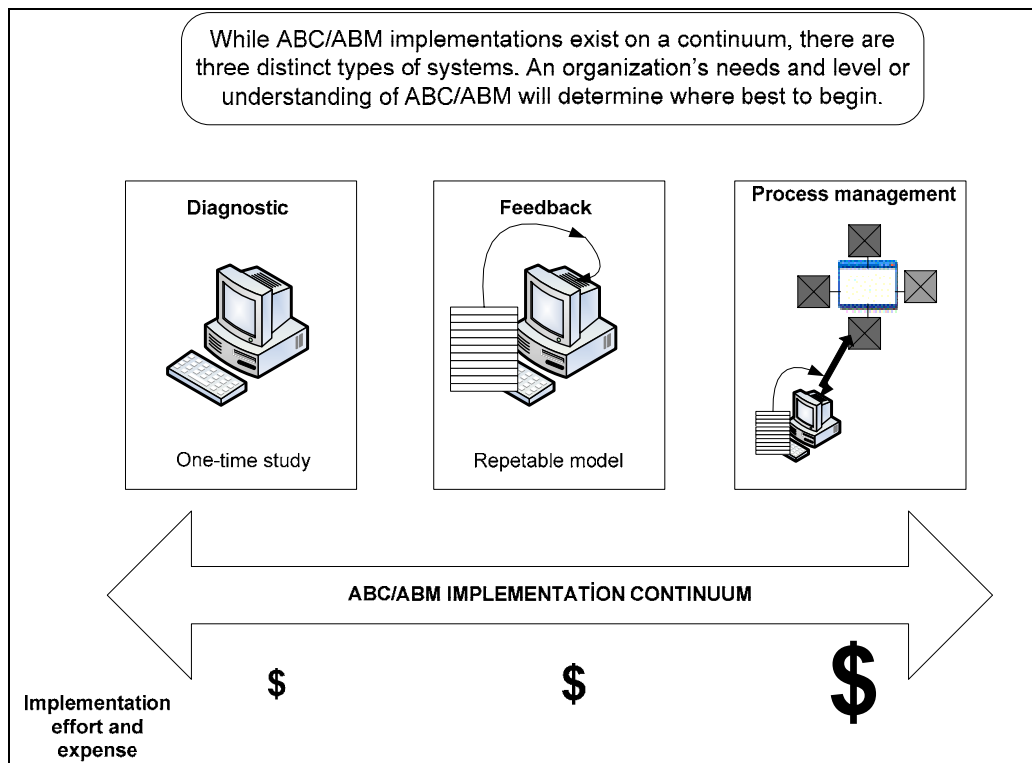 While ABC/ABM implementations exist on a continuum, there are
three distinct types of systems. An organization's needs and level or
understanding of ABC/ABM will determine where best to begin.
Diagnostic
Feedback
Process management
One-time study
Repetable model
ABC/ABM IMPLEMENTATİON CONTINUUM
$
$
$
Implementation
effort and
expense